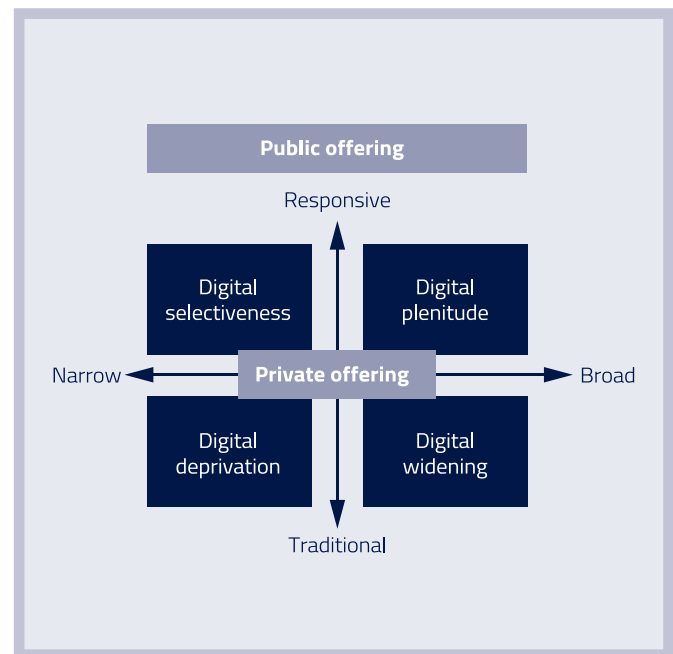 Public offering
Responsive
Digital
selectiveness
Digital
plenitude
Narrow
Private offering
Broad
Digital
deprivation
Digital
widening
Traditional